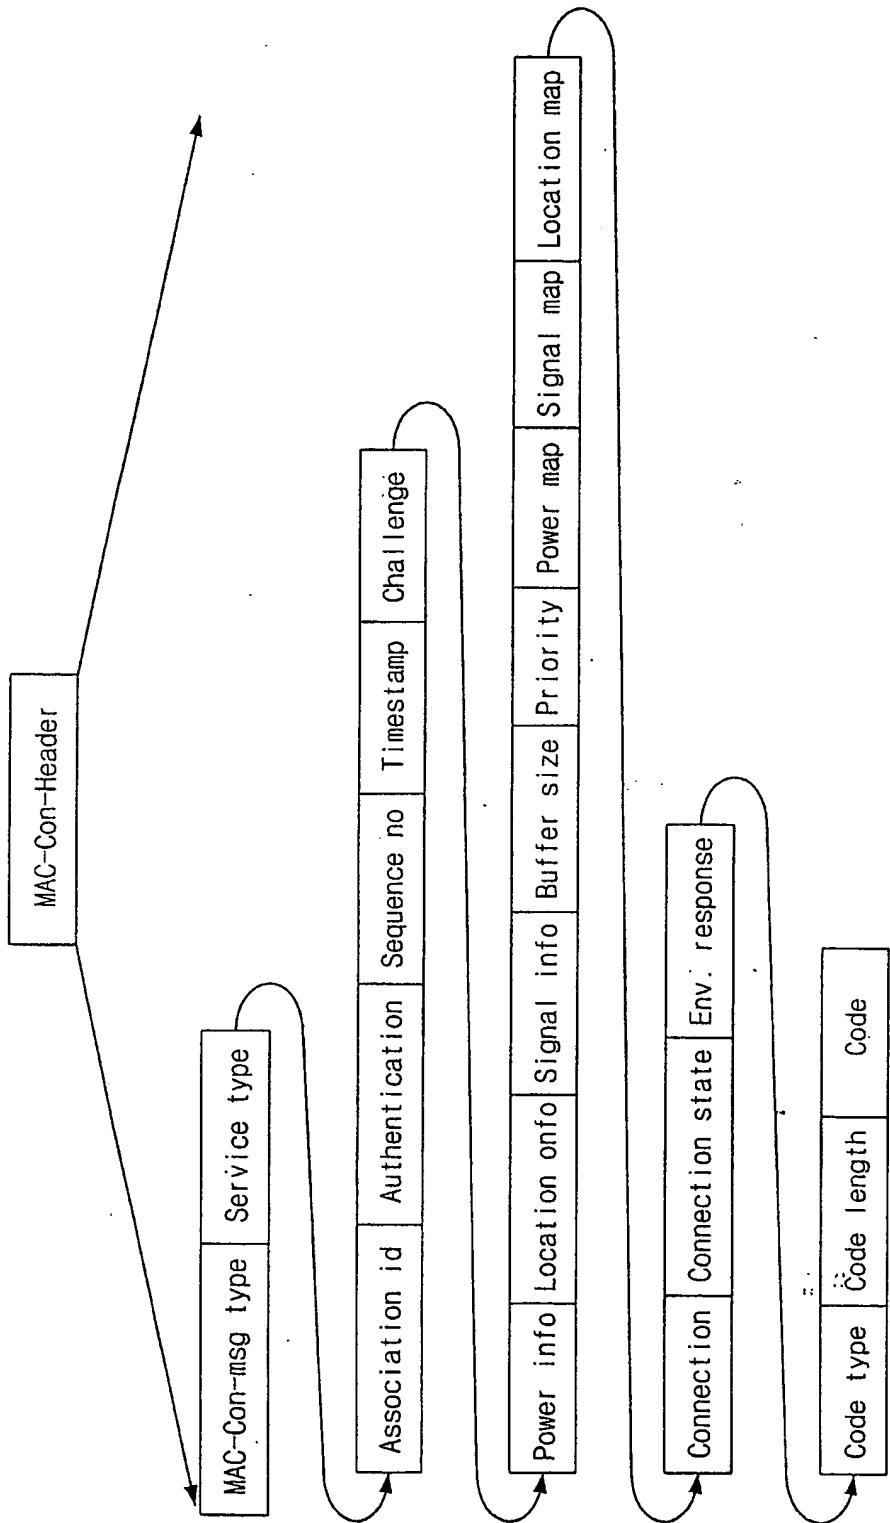 MAC-Con-Header
MAC-Con-msg type Service type
Association id Authentication Sequence no Timestamp Challenge
Power info Location onfo Signal info Buffer size Priority Power map Signal map Location map
Connection Connection state Env. response
Code type Code length Code